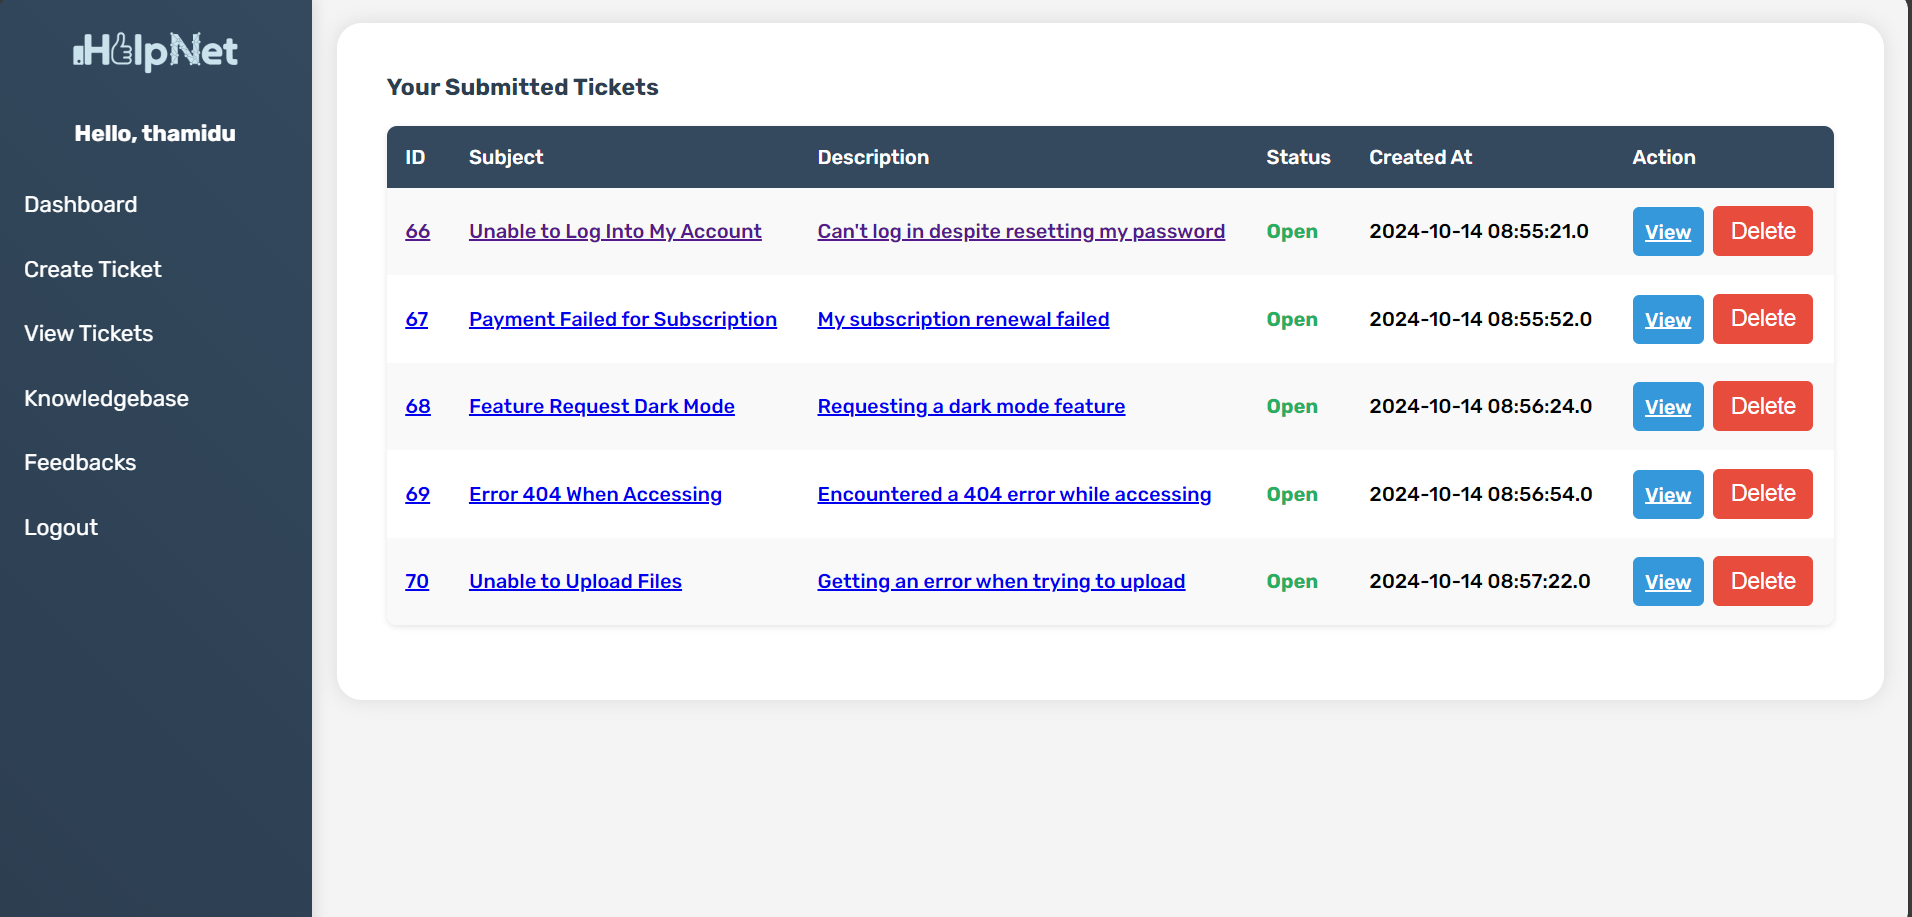 HelpNet
Hello, thamidu
Dashboard
Create Ticket
View Tickets
Knowledgebase
Feedbacks
Logout
Your Submitted Tickets
ID Subject Description Status Created At Action
66 Unable to Log Into My Account Can't log in despite resetting my password Open 2024-10-14 08:55:21.0 View Delete
67 Payment Failed for Subscription My subscription renewal failed Open 2024-10-14 08:55:52.0 View Delete
68 Feature Request Dark Mode Requesting a dark mode feature Open 2024-10-14 08:56:24.0 View Delete
69 Error 404 When Accessing Encountered a 404 error while accessing Open 2024-10-14 08:56:54.0 View Delete
70 Unable to Upload Files Getting an error when trying to upload Open 2024-10-14 08:57:22.0 View Delete